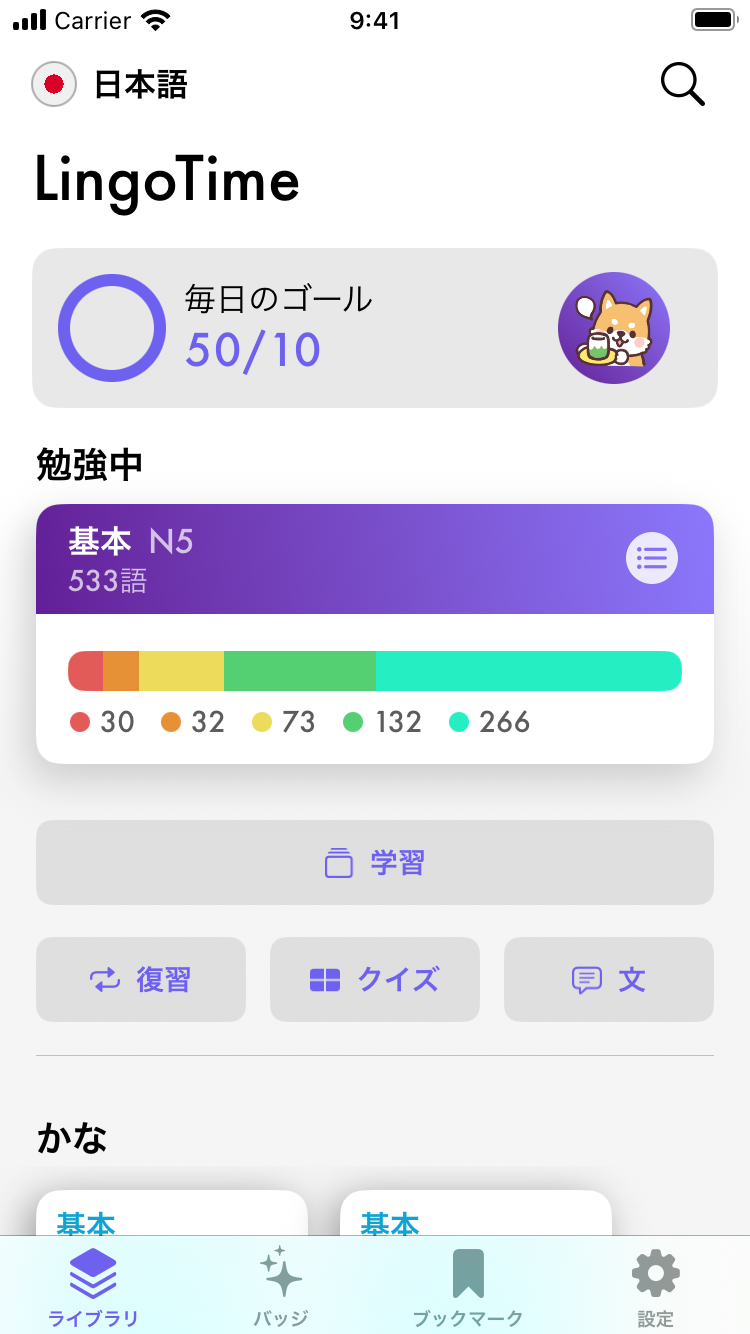 Carrier 9:41
日本語
LingoTime
毎日のゴール
50/10
勉強中
基本 N5
533語
30 32 73 132 266
学習
復習 クイズ 文
かな
基本 基本
ライブラリ バッジ ブックマーク 設定